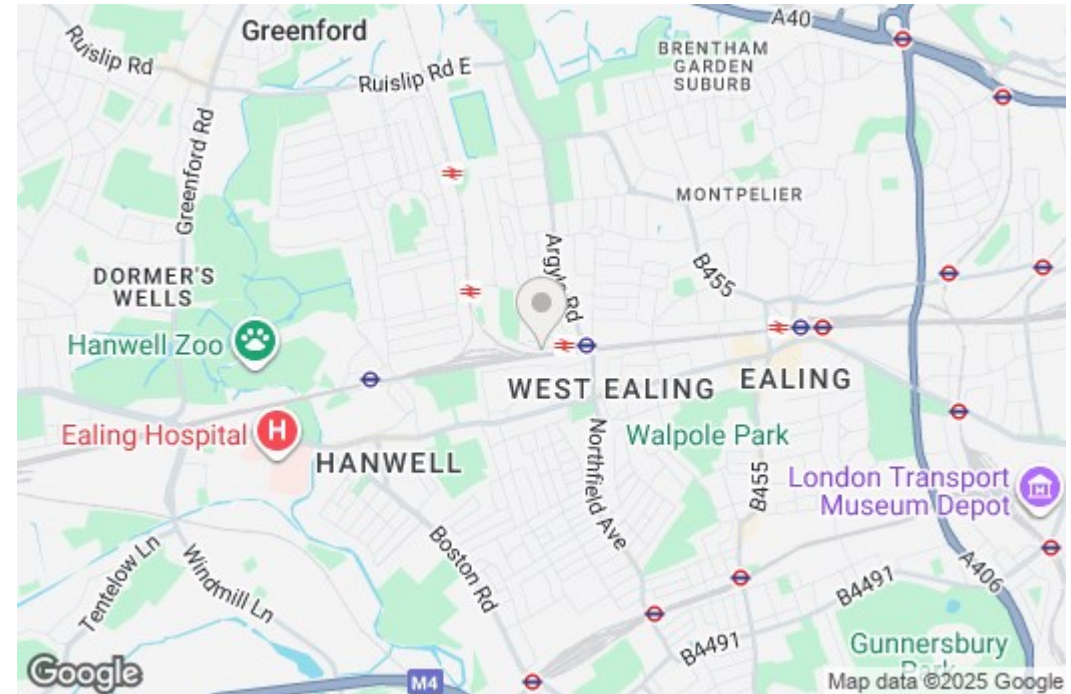 A40
Greenford
Ruislip Rd
BRENTHAM
GARDEN
SUBURB
Ruislip Rd E
Greenford Rd
MONTPELIER
Argyle Rd
B455
DORMER'S
WELLS
Hanwell Zoo
WEST EALING
EALING
Ealing Hospital
H
Walpole Park
HANWELL
Northfield Ave
B455
London Transport
Museum Depot
Boston Rd
Tentelow Ln
Windmill Ln
A406
B4491
B4491
Gunnersbury
Park
Google
M4
Map data ©2025 Google